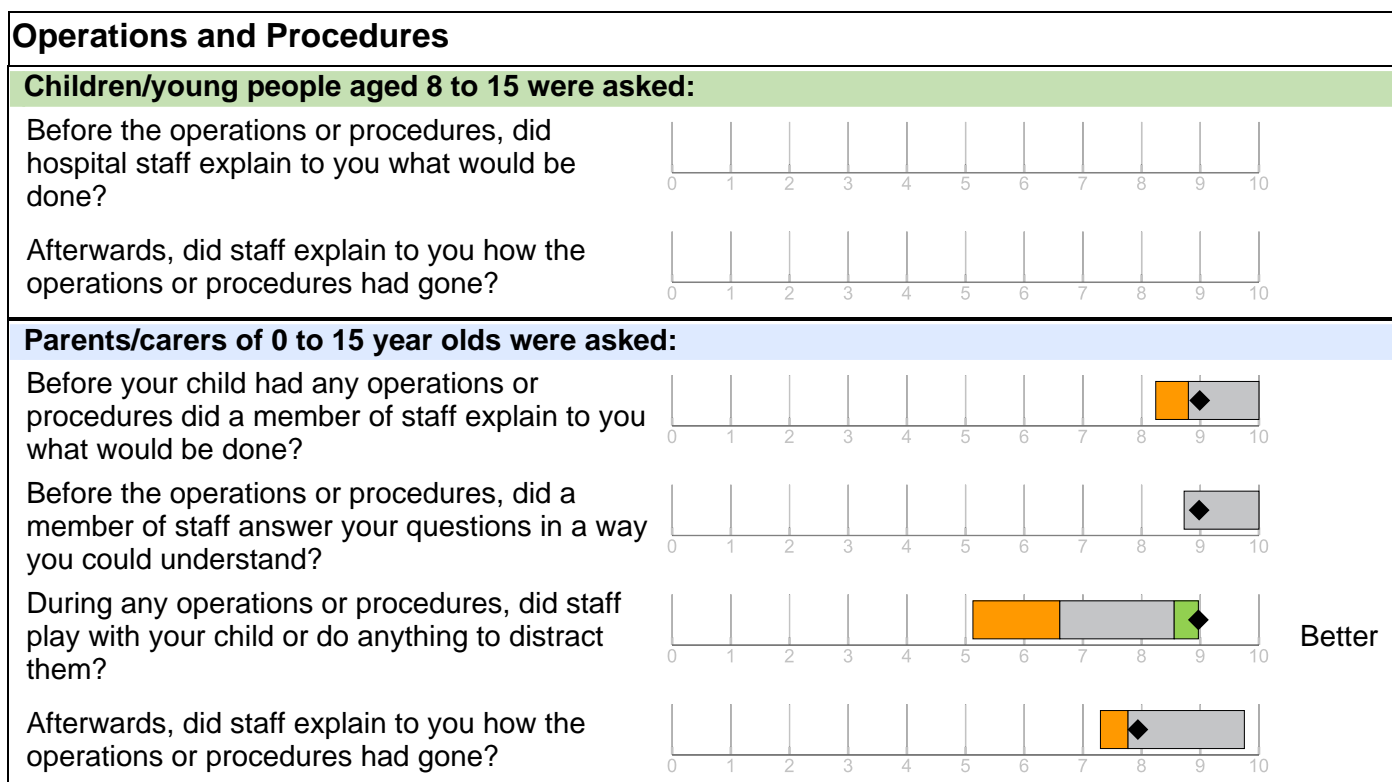 Operations and Procedures
Children/young people aged 8 to 15 were asked:
Before the operations or procedures, did
hospital staff explain to you what would be
done?
0 1 2 3 4 5 6 7 8 9 10
Afterwards, did staff explain to you how the
operations or procedures had gone?
0 1 2 3 4 5 6 7 8 9 10
Parents/carers of 0 to 15 year olds were asked:
Before your child had any operations or
procedures did a member of staff explain to you
what would be done?
0 1 2 3 4 5 6 7 8 9 10
Before the operations or procedures, did a
member of staff answer your questions in a way
you could understand?
0 1 2 3 4 5 6 7 8 9 10
During any operations or procedures, did staff
play with your child or do anything to distract
them?
0 1 2 3 4 5 6 7 8 9 10
Better
Afterwards, did staff explain to you how the
operations or procedures had gone?
0 1 2 3 4 5 6 7 8 9 10